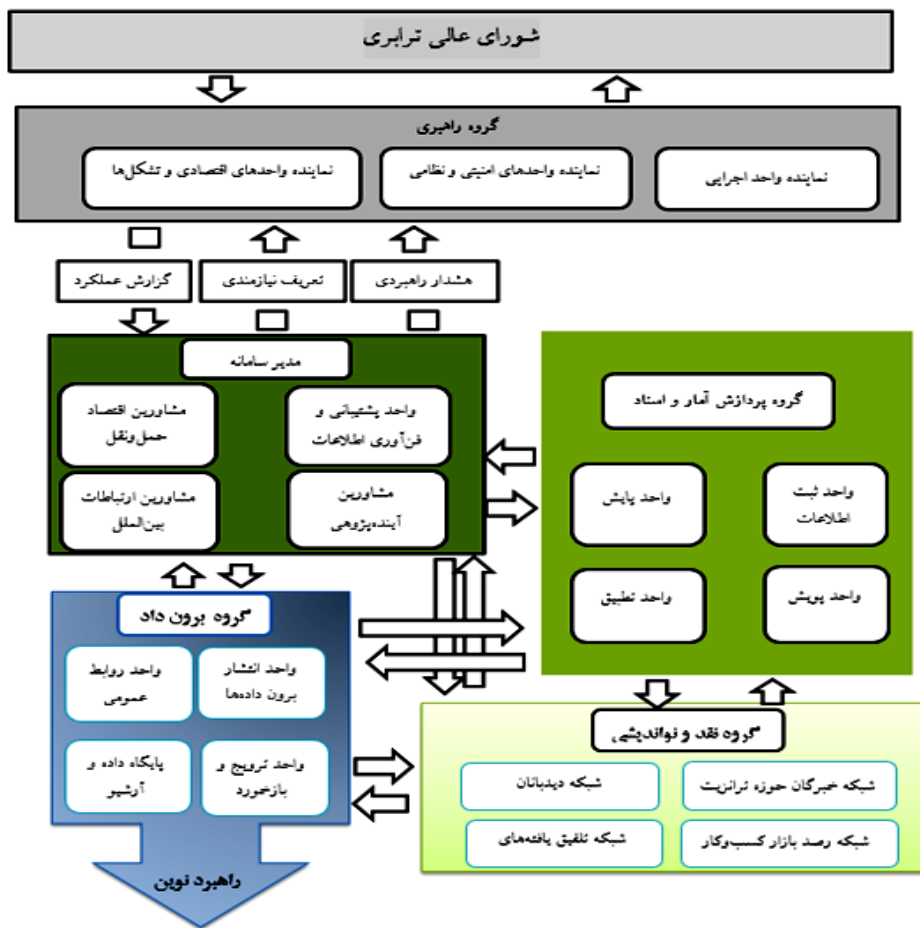 شورای عالی ترابری
گروه راهبری
نماینده واحد اجرایی
نماینده واحدهای امنیتی و نظامی
نماینده واحدهای اقتصادی و تشکل‌ها
هشدار راهبردی
تعریف نیازمندی
گزارش عملکرد
مدیر سامانه
واحد پشتیبانی و
فن‌آوری اطلاعات
مشاورین اقتصاد
حمل‌ونقل
مشاورین
آینده‌پژوهی
مشاورین ارتباطات
بین‌الملل
گروه پردازش آمار و اسناد
واحد ثبت
اطلاعات
واحد پایش
واحد پویش
واحد تطبیق
گروه برون داد
واحد انتشار
برون دادها
واحد روابط
عمومی
واحد ترویج و
بازخورد
پایگاه داده و
آرشیو
راهبرد نوین
گروه نقد و نواندیشی
شبکه خبرگان حوزه ترانزیت
شبکه دیدبانان
شبکه رصد بازار کسب‌وکار
شبکه تلفیق یافته‌های